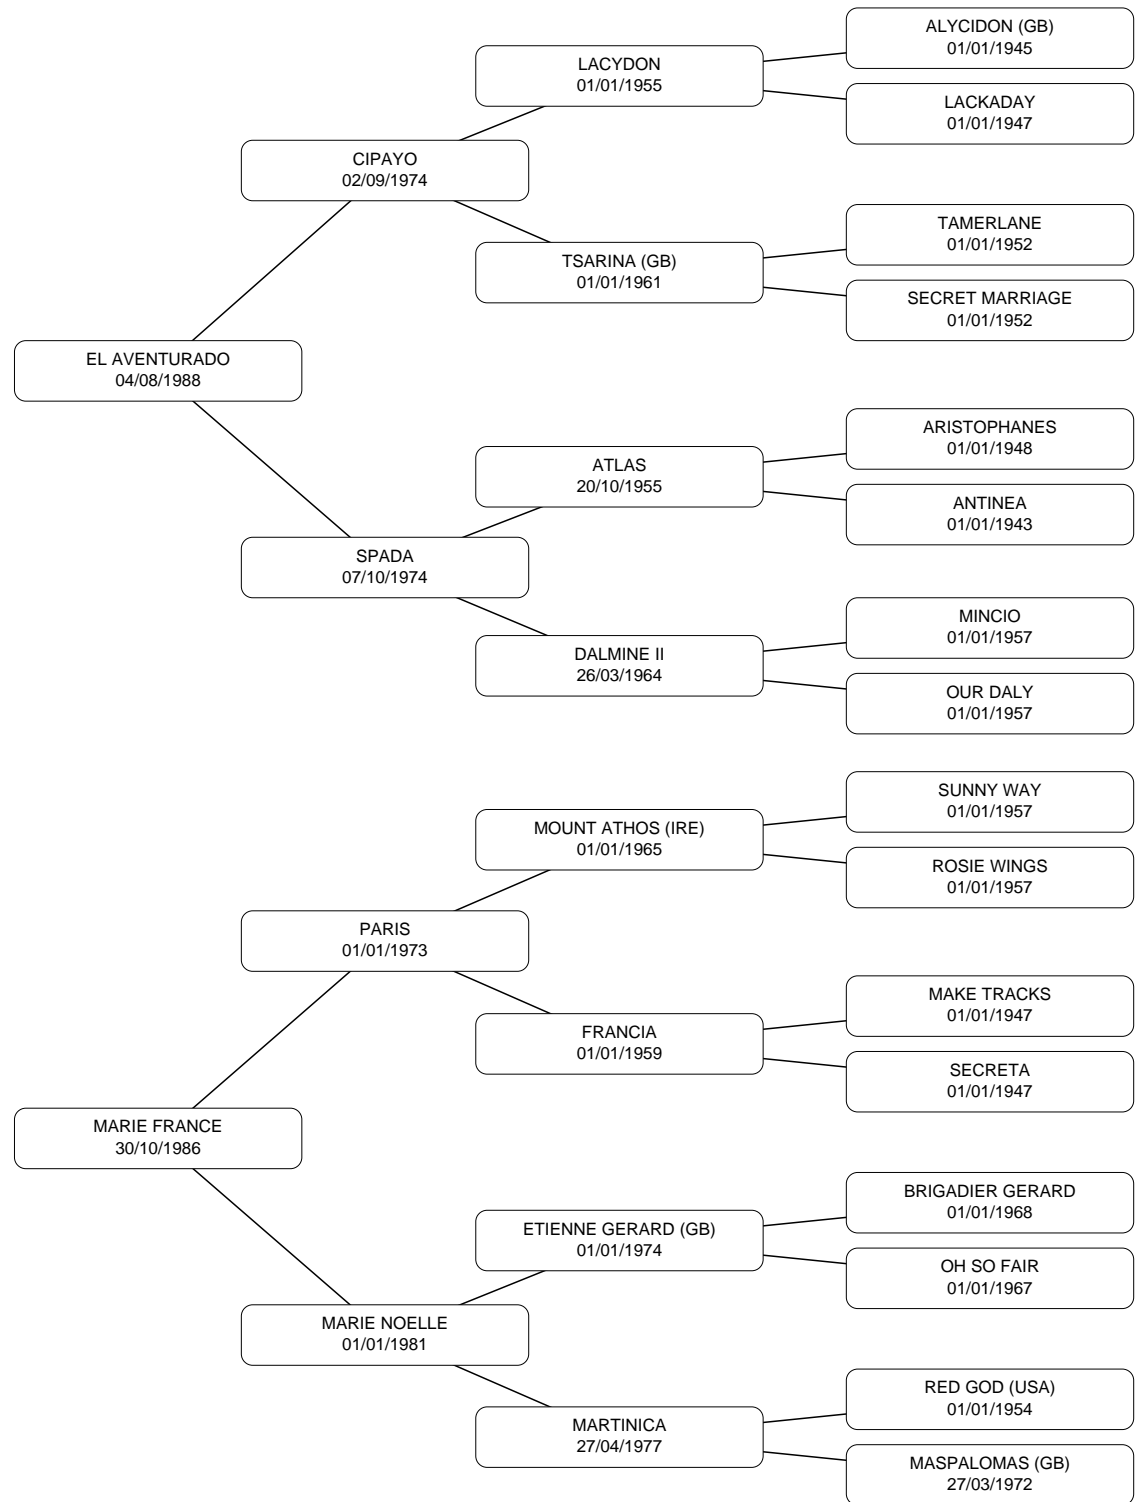 ALYCIDON (GB)
01/01/1945
LACYDON
01/01/1955
LACKADAY
01/01/1947
CIPAYO
02/09/1974
TAMERLANE
01/01/1952
TSARINA (GB)
01/01/1961
SECRET MARRIAGE
01/01/1952
EL AVENTURADO
04/08/1988
ARISTOPHANES
01/01/1948
ATLAS
20/10/1955
ANTINEA
01/01/1943
SPADA
07/10/1974
MINCIO
01/01/1957
DALMINE II
26/03/1964
OUR DALY
01/01/1957
SUNNY WAY
01/01/1957
MOUNT ATHOS (IRE)
01/01/1965
ROSIE WINGS
01/01/1957
PARIS
01/01/1973
MAKE TRACKS
01/01/1947
FRANCIA
01/01/1959
SECRETA
01/01/1947
MARIE FRANCE
30/10/1986
BRIGADIER GERARD
01/01/1968
ETIENNE GERARD (GB)
01/01/1974
OH SO FAIR
01/01/1967
MARIE NOELLE
01/01/1981
RED GOD (USA)
01/01/1954
MARTINICA
27/04/1977
MASPALOMAS (GB)
27/03/1972